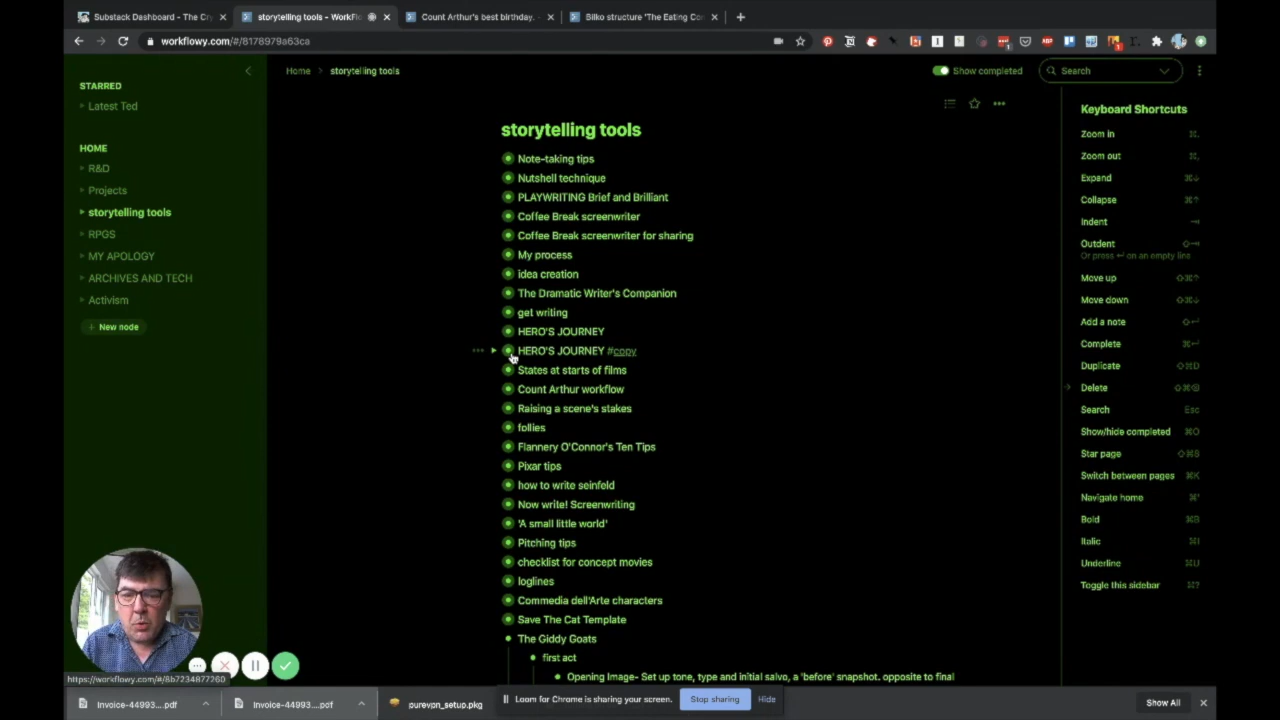 Substack Dashboard - The Cr
storytelling tools - WorkFl
Count Arthur's best birthday.
Bilko structure 'The Eating Con
workflowy.com/#/8178979a63ca
Home
storytelling tools
Show completed
Search
STARRED
Latest Ted
HOME
R&D
Projects
storytelling tools
RPGS
MY APOLOGY
ARCHIVES AND TECH
Activism
+ New node
storytelling tools
Note-taking tips
Nutshell technique
PLAYWRITING Brief and Brilliant
Coffee Break screenwriter
Coffee Break screenwriter for sharing
My process
idea creation
The Dramatic Writer's Companion
get writing
HERO'S JOURNEY
HERO'S JOURNEY #copy
States at starts of films
Count Arthur workflow
Raising a scene's stakes
follies
Flannery O'Connor's Ten Tips
Pixar tips
how to write seinfeld
Now write! Screenwriting
'A small little world'
Pitching tips
checklist for concept movies
loglines
Commedia dell'Arte characters
Save The Cat Template
The Giddy Goats
first act
Opening Image- Set up tone, type and initial salvo, a 'before' snapshot. opposite to final
Keyboard Shortcuts
Zoom in ⌘.
Zoom out ⌘,
Expand ⌘↓
Collapse ⌘↑
Indent
Outdent
Or press ↵ on an empty line
Move up ⇧⌘↑
Move down ⇧⌘↓
Add a note ⇧↵
Complete ⌘↵
Duplicate ⇧⌘D
Delete ⇧⌘⌫
Search Esc
Show/hide completed ⌘O
Star page ⇧⌘S
Switch between pages ⌘K
Navigate home ⌘'
Bold ⌘B
Italic ⌘I
Underline ⌘U
Toggle this sidebar ⌘?
https://workflowy.com/#/8b7234877260
Invoice-44993....pdf
Invoice-44993....pof
purevpn_setup.pkg
Loom for Chrome is sharing your screen.
Stop sharing
Hide
Show All